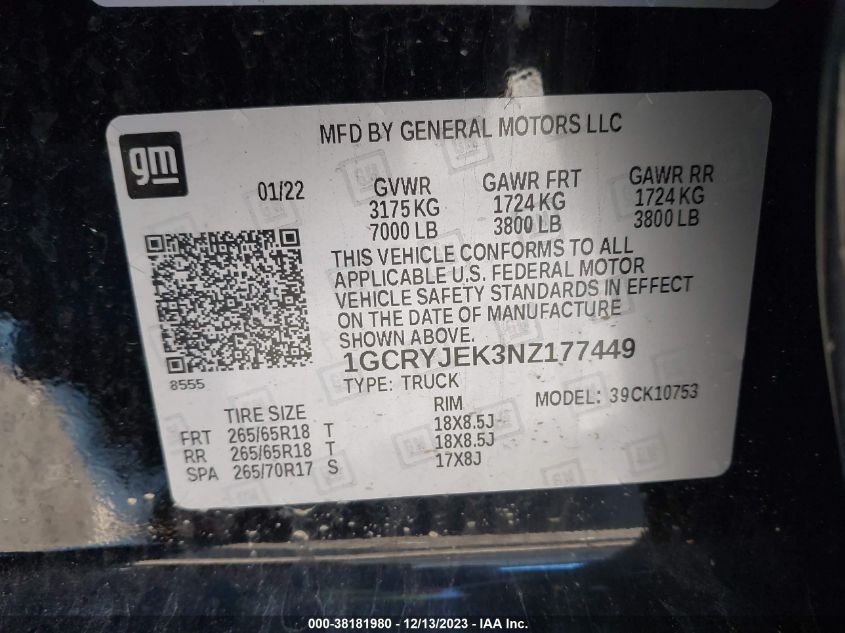 gm
MFD BY GENERAL MOTORS LLC
01/22 GVWR GAWR FRT GAWR RR
3175 KG 1724 KG 1724 KG
7000 LB 3800 LB 3800 LB
THIS VEHICLE CONFORMS TO ALL
APPLICABLE U.S. FEDERAL MOTOR
VEHICLE SAFETY STANDARDS IN EFFECT
ON THE DATE OF MANUFACTURE
SHOWN ABOVE.
1GCRYJEK3NZ177449
8555
TYPE: TRUCK
TIRE SIZE RIM MODEL: 39CK10753
FRT 265/65R18 T 18X8.5J
RR 265/65R18 T 18X8.5J
SPA 265/70R17 S 17X8J
000-38181980 - 12/13/2023 - IAA Inc.